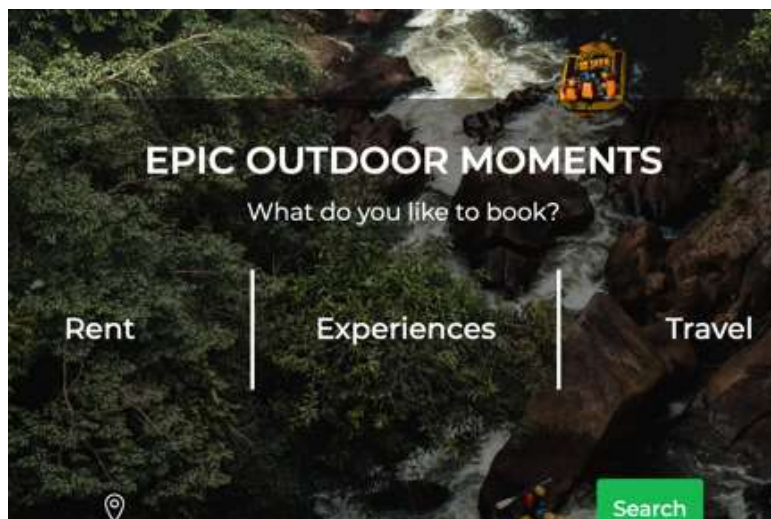 EPIC OUTDOOR MOMENTS
What do you like to book?
Rent Experiences Travel
Search